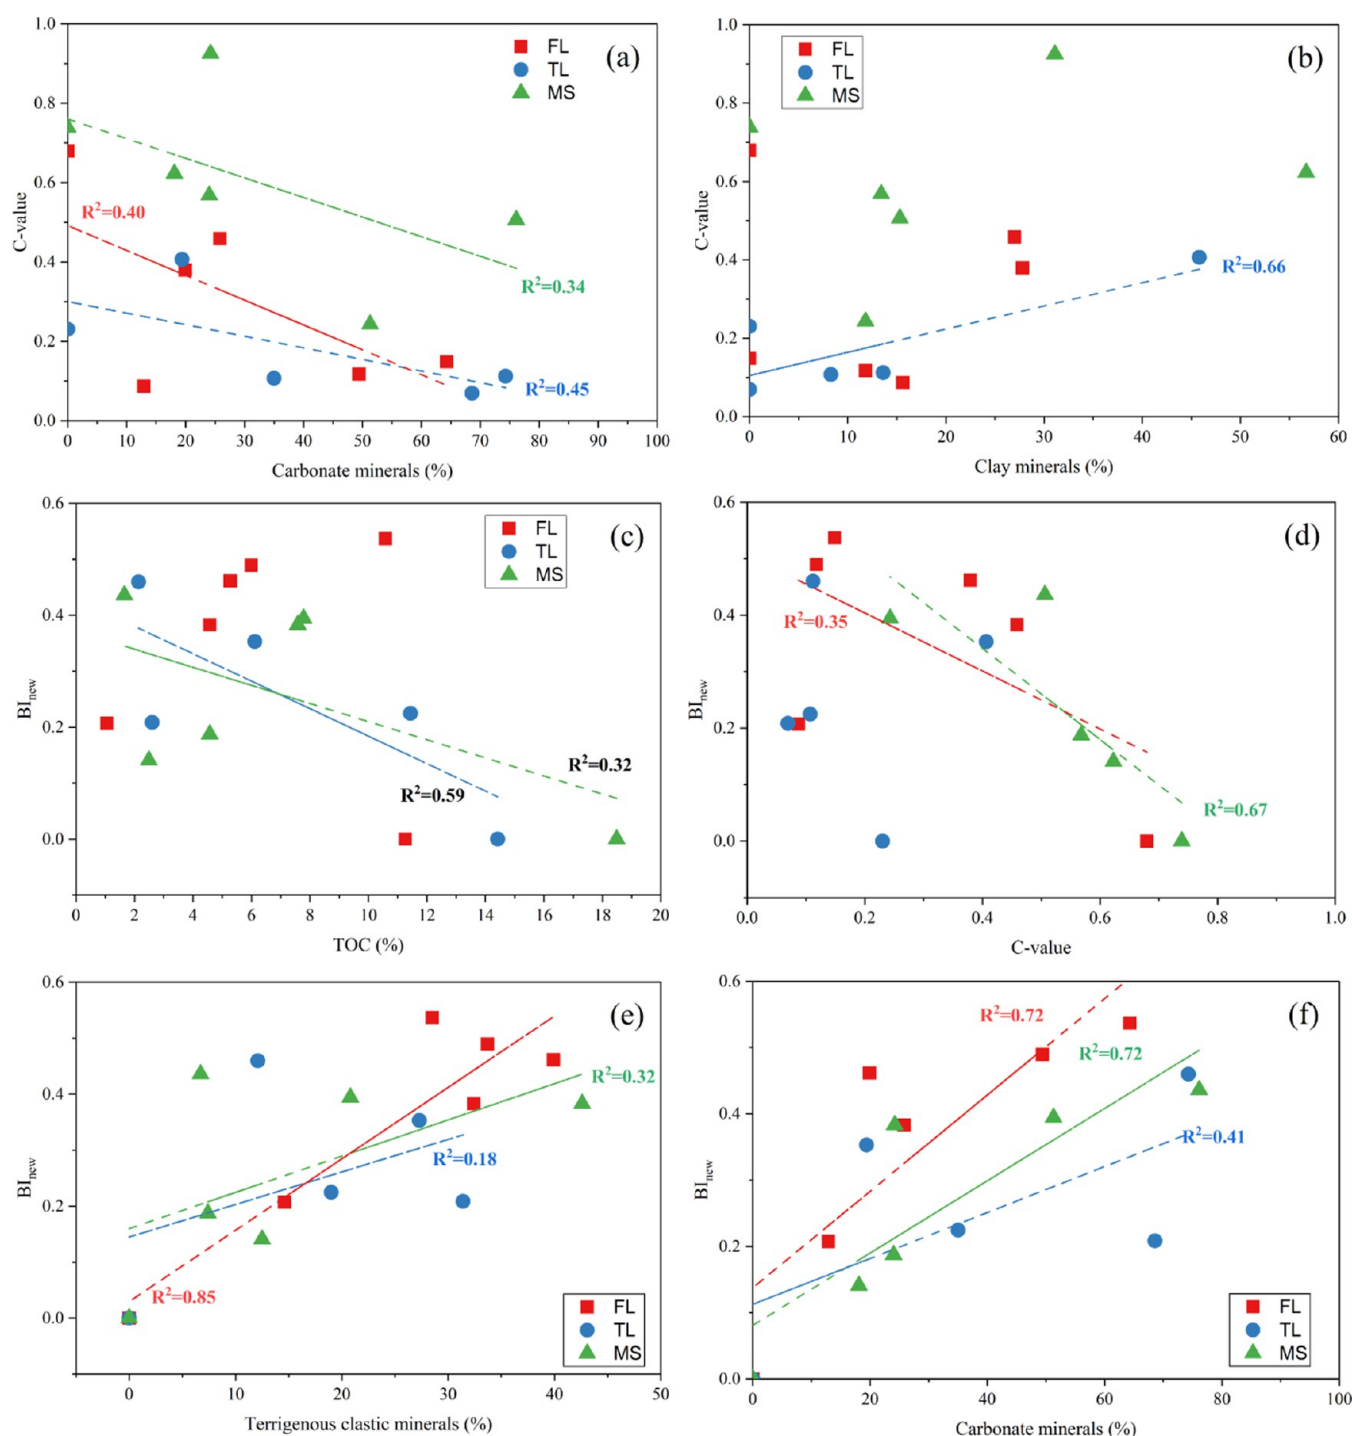 1.0
0.8
0.6
0.4
0.2
0.0
C-value
FL
TL
MS
(a)
R²=0.40
R²=0.34
R²=0.45
0 10 20 30 40 50 60 70 80 90 100
Carbonate minerals (%)
1.0
0.8
0.6
0.4
0.2
0.0
C-value
FL
TL
MS
(b)
R²=0.66
0 10 20 30 40 50 60
Clay minerals (%)
0.6
0.4
0.2
0.0
BInew
FL
TL
MS
(c)
R²=0.32
R²=0.59
0 2 4 6 8 10 12 14 16 18 20
TOC (%)
0.6
0.4
0.2
0.0
BInew
(d)
R²=0.35
R²=0.67
0.0 0.2 0.4 0.6 0.8 1.0
C-value
0.6
0.4
0.2
0.0
BInew
(e)
R²=0.32
R²=0.18
R²=0.85
FL
TL
MS
0 10 20 30 40 50
Terrigenous clastic minerals (%)
0.6
0.4
0.2
0.0
BInew
(f)
R²=0.72
R²=0.72
R²=0.41
FL
TL
MS
0 20 40 60 80 100
Carbonate minerals (%)